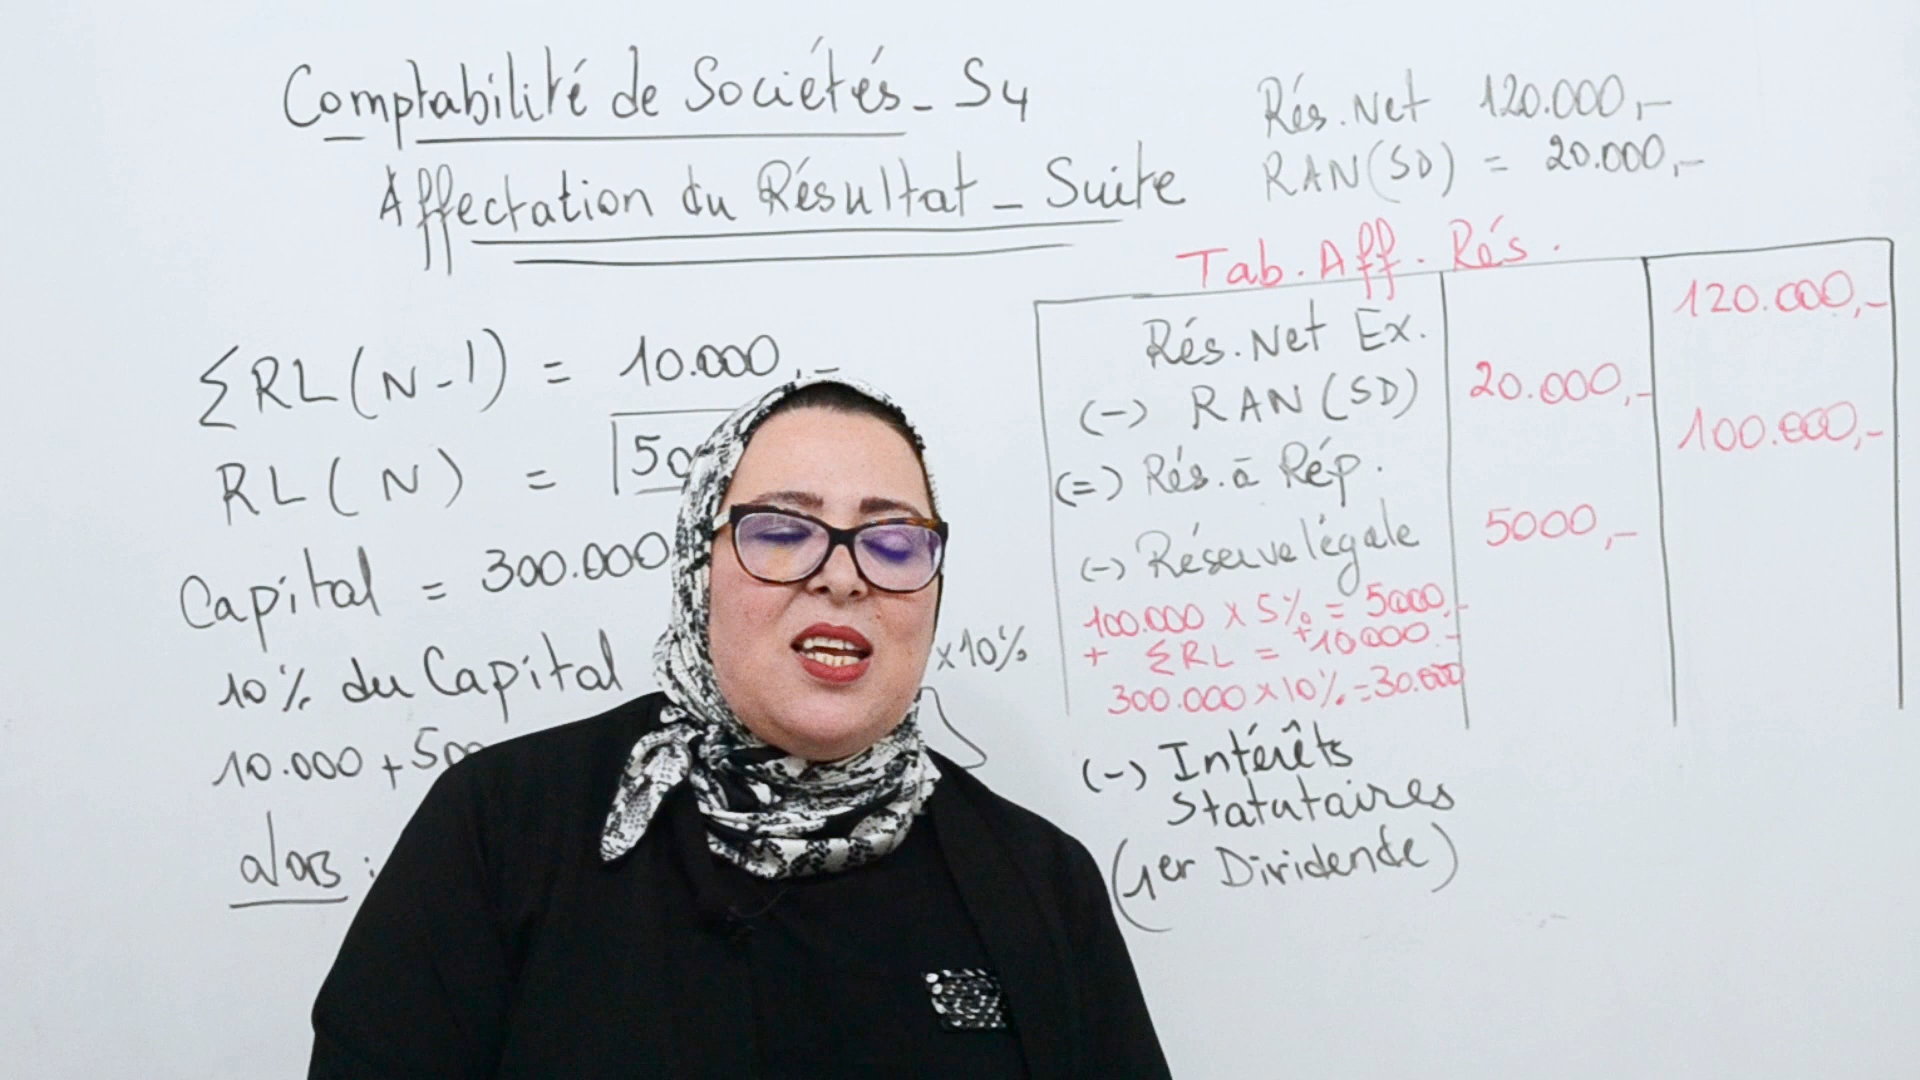 Comptabilité de Sociétés - S4
Affectation du Résultat - Suite
ΣRL(N-1) = 10.000,-
RL(N) =
Capital = 300.000
10% du Capital
x10%
10.000 +
alors :
Rés. Net 120.000,-
RAN(SD) = 20.000,-
Tab. Aff. Rés.
Rés. Net Ex. 120.000,-
(-) RAN (SD) 20.000,-
(=) Rés. à Rép. 100.000,-
(-) Réserve légale 5000,-
100.000 x 5% = 5000,-
+ ΣRL = +10.000.-
300.000 x 10% = 30.000
(-) Intérêts
Statutaires
(1er Dividende)